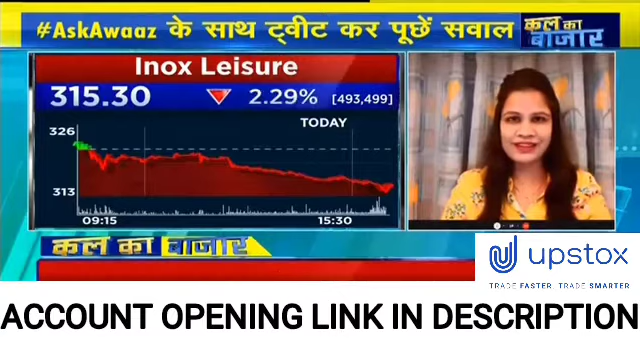 #AskAwaaz के साथ ट्वीट कर पूछें सवाल
कल का
बाज़ार
Inox Leisure
315.30 2.29% [493,499]
TODAY
326
313
09:15 15:30
कल का बाज़ार
upstox
TRADE FASTER. TRADE SMARTER
ACCOUNT OPENING LINK IN DESCRIPTION